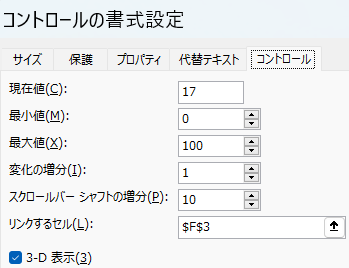 コントロールの書式設定
サイズ 保護 プロパティ 代替テキスト コントロール
現在値(C): 17
最小値(M): 0
最大値(X): 100
変化の増分(I): 1
スクロールバー シャフトの増分(P): 10
リンクするセル(L): $F$3
3-D 表示(3)